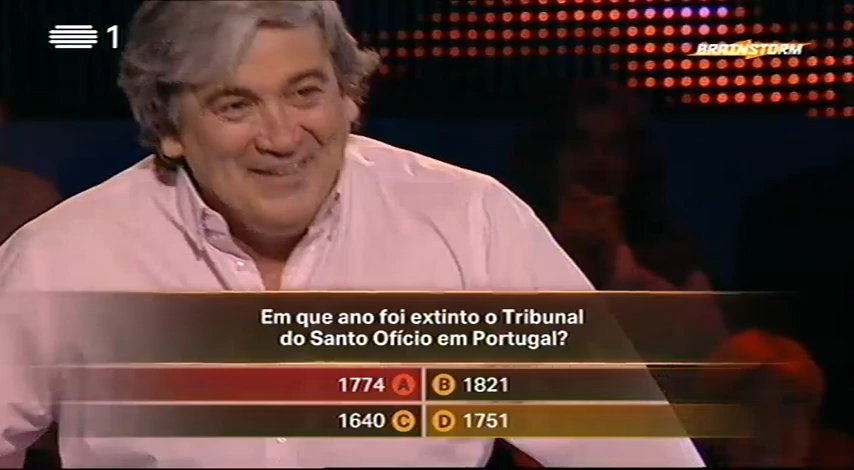 1
BRAINSTORM
Em que ano foi extinto o Tribunal
do Santo Ofício em Portugal?
1774 A B 1821
1640 C D 1751